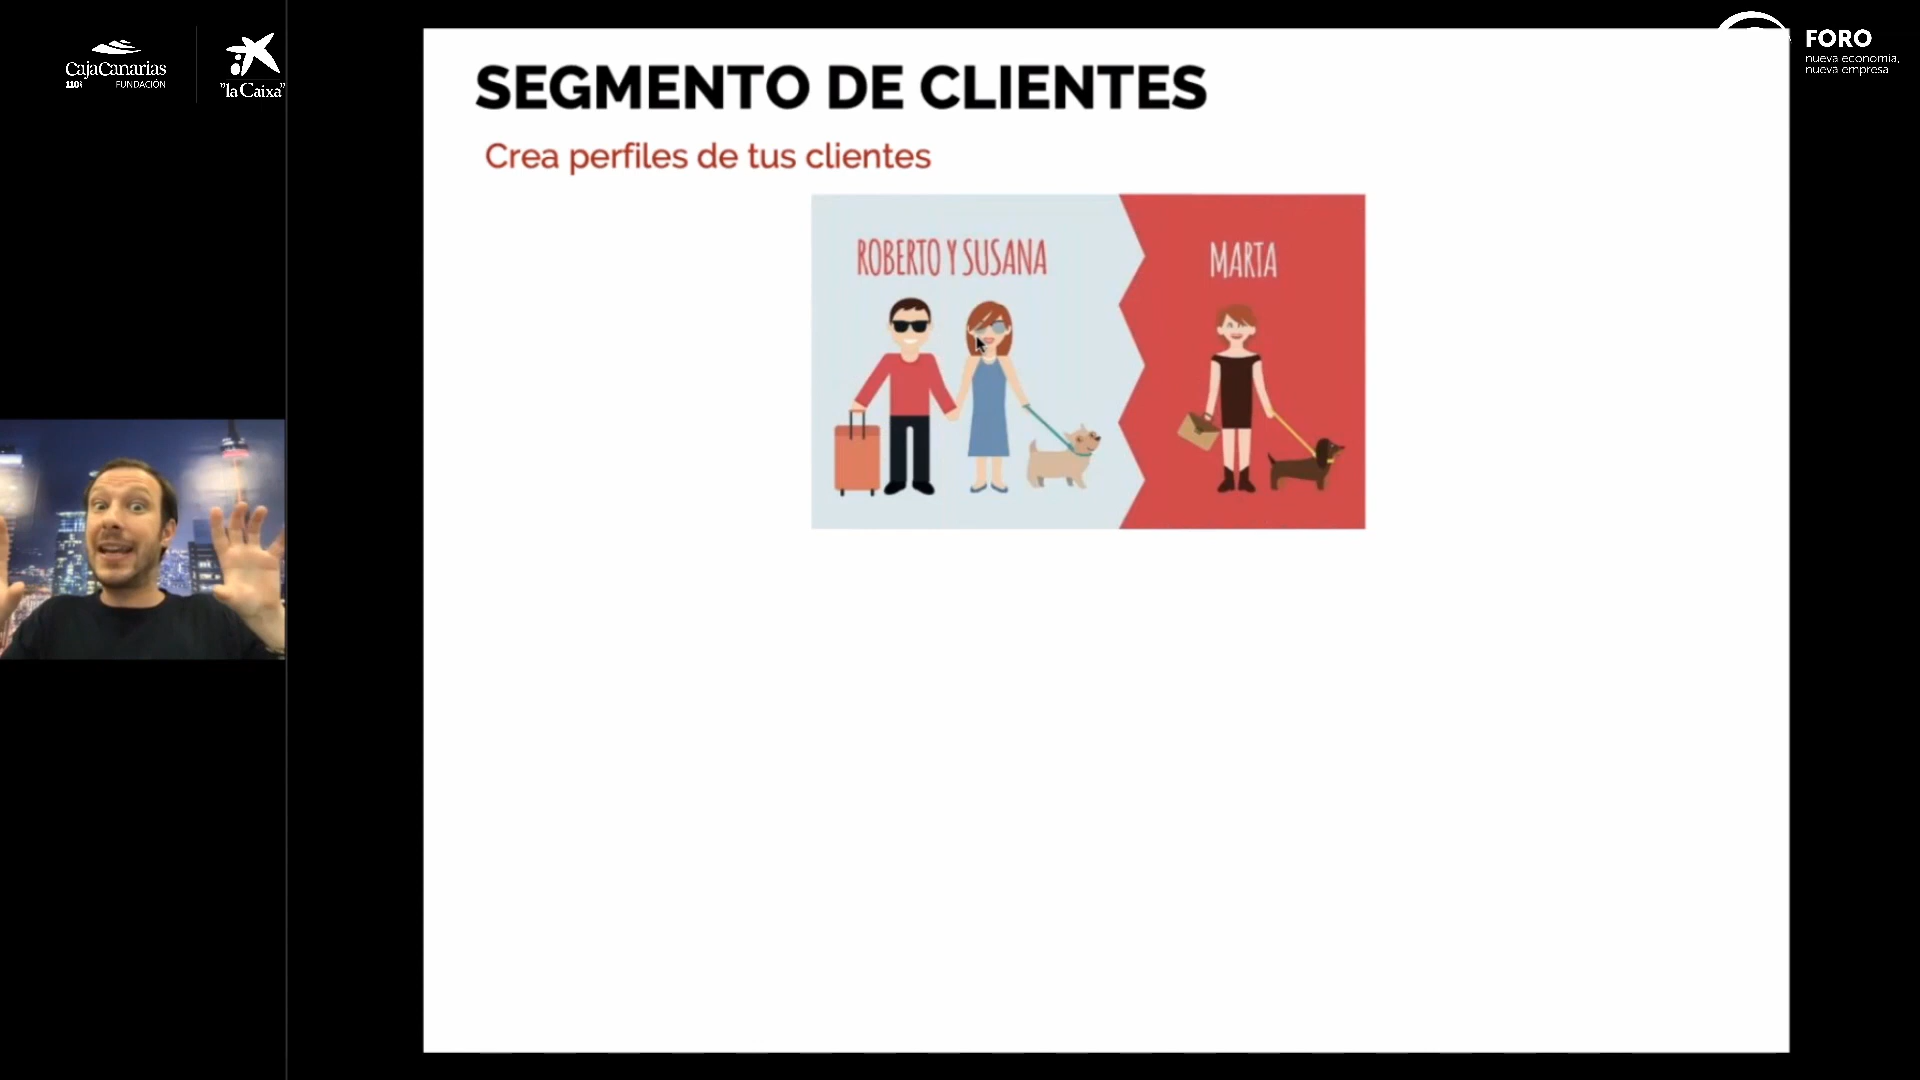 CajaCanarias
FUNDACIÓN
"la Caixa"
FORO
nueva economía,
nueva empresa
SEGMENTO DE CLIENTES
Crea perfiles de tus clientes
ROBERTO Y SUSANA
MARTA